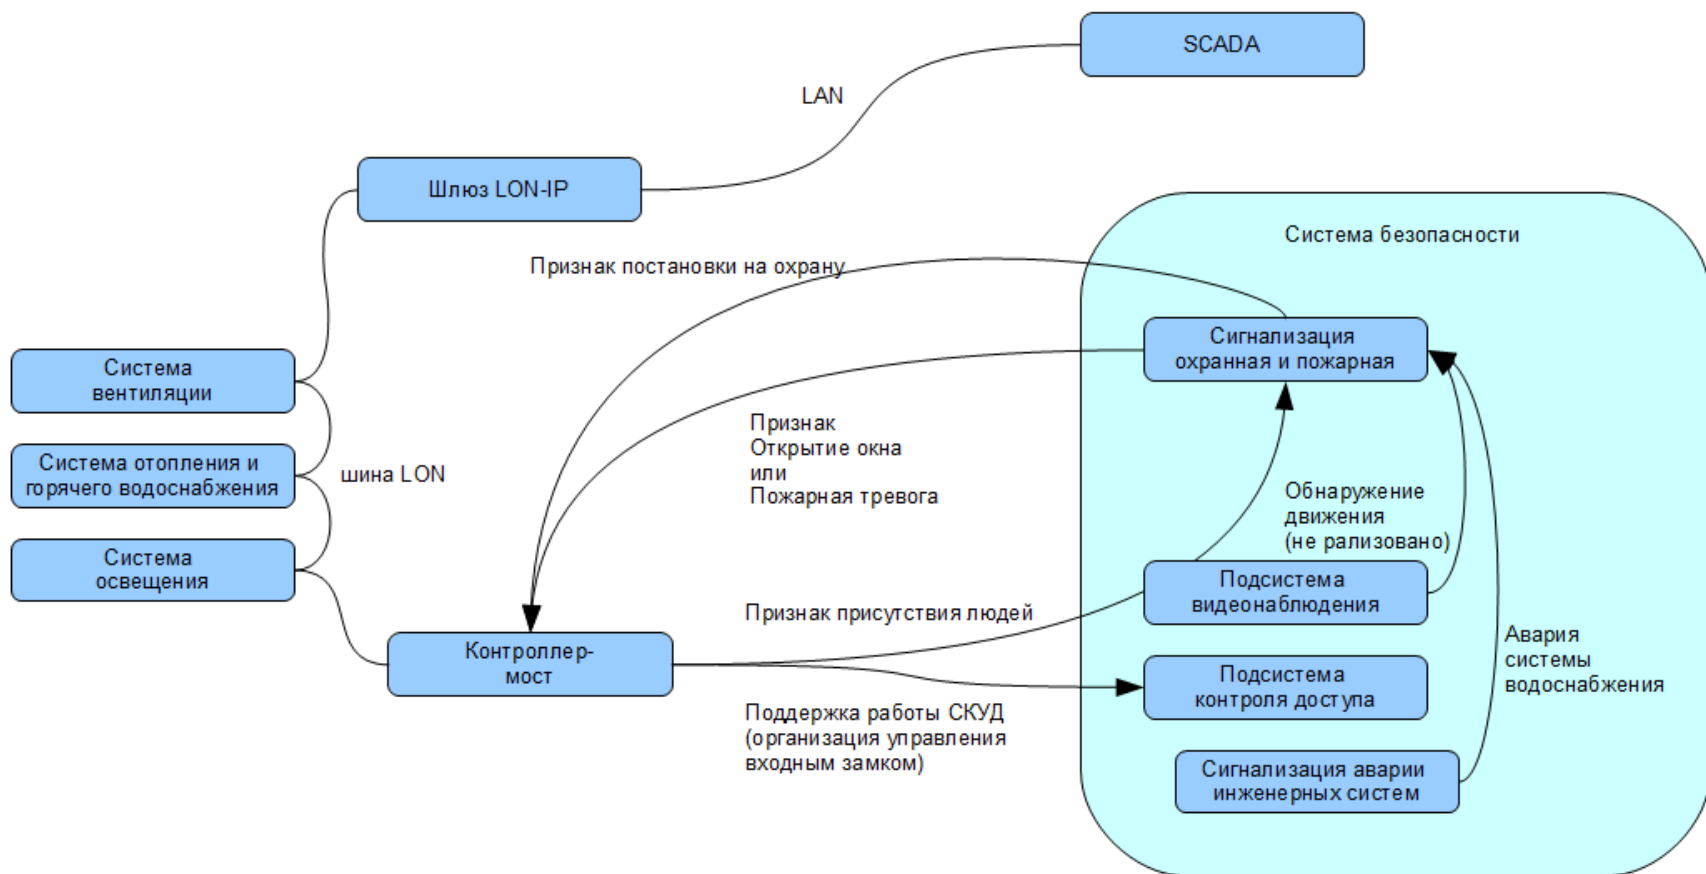 SCADA
LAN
Шлюз LON-IP
Система безопасности
Признак постановки на охрану
Сигнализация
охранная и пожарная
Система
вентиляции
Признак
Открытие окна
или
Пожарная тревога
Система отопления и
горячего водоснабжения
шина LON
Обнаружение
движения
(не рализовано)
Система
освещения
Подсистема
видеонаблюдения
Признак присутствия людей
Контроллер-
мост
Авария
системы
водоснабжения
Подсистема
контроля доступа
Поддержка работы СКУД
(организация управления
входным замком)
Сигнализация аварии
инженерных систем